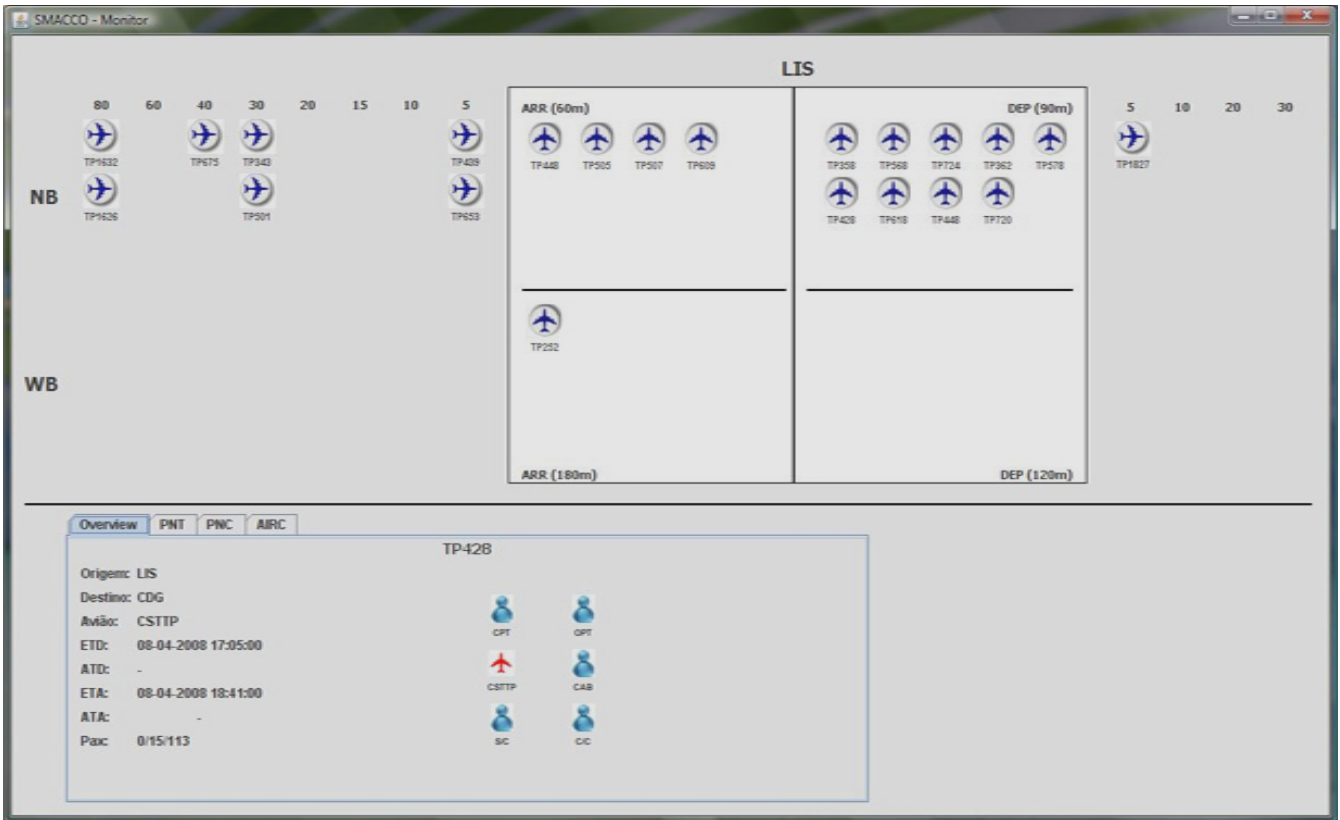 SMACCO - Monitor
LIS
80 60 40 30 20 15 10 5 ARR (60m) DEP (90m) 5 10 20 30
TP1632 TP675 TP343 TP439 TP448 TP505 TP507 TP609 TP358 TP568 TP724 TP362 TP578 TP1827
NB
TP1626 TP501 TP653 TP428 TP618 TP448 TP720
TP252
WB
ARR (180m) DEP (120m)
Overview PNT PNC AIRC
TP428
Origem: LIS
Destino: CDG
Avião: CSTTP
CPT OPT
ETD: 08-04-2008 17:05:00
ATD: -
CSTTP CAB
ETA: 08-04-2008 18:41:00
ATA: -
Pax: 0/15/113
S/C C/C